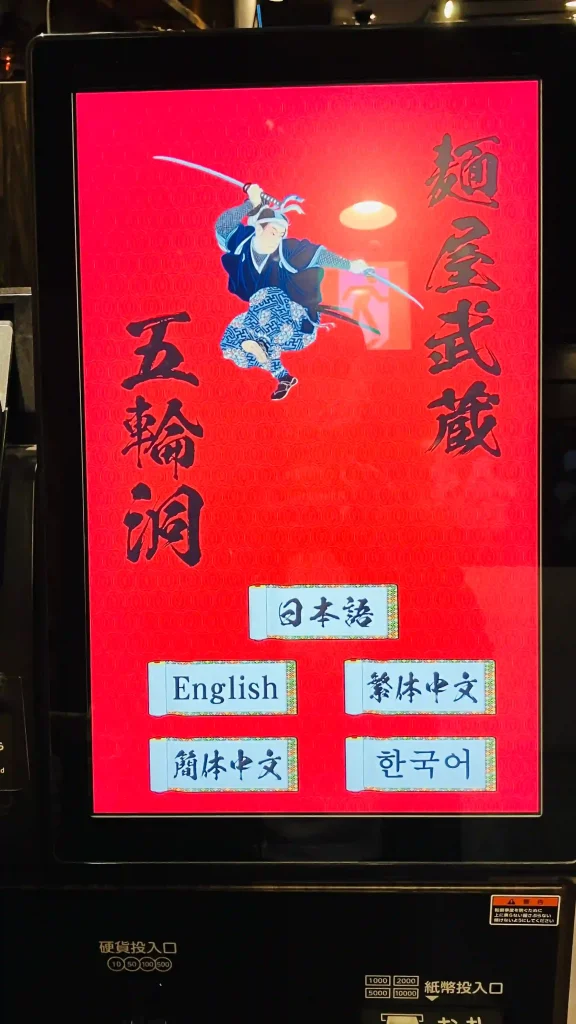 麺屋武蔵
五輪洞
日本語
English
繁体中文
簡体中文
한국어
警告
硬貨投入口
10 50 100 500
1000 2000
5000 10000
紙幣投入口